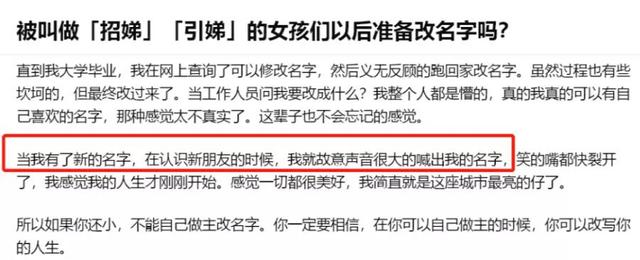 被叫做「招娣」「引娣」的女孩们以后准备改名字吗?
直到我大学毕业，我在网上查询了可以修改名字，然后义无反顾的跑回家改名字。虽然过程也有些
坎坷的，但最终改过来了。当工作人员问我要改成什么？我整个人都是懵的，真的我真的可以有自
己喜欢的名字，那种感觉太不真实了。这辈子也不会忘记的感觉。
当我有了新的名字，在认识新朋友的时候，我就故意声音很大的喊出我的名字，笑的嘴都快裂开
了，我感觉我的人生才刚刚开始。感觉一切都很美好，我简直就是这座城市最亮的仔了。
所以如果你还小，不能自己做主改名字。你一定要相信，在你可以自己做主的时候，你可以改写你
的人生。